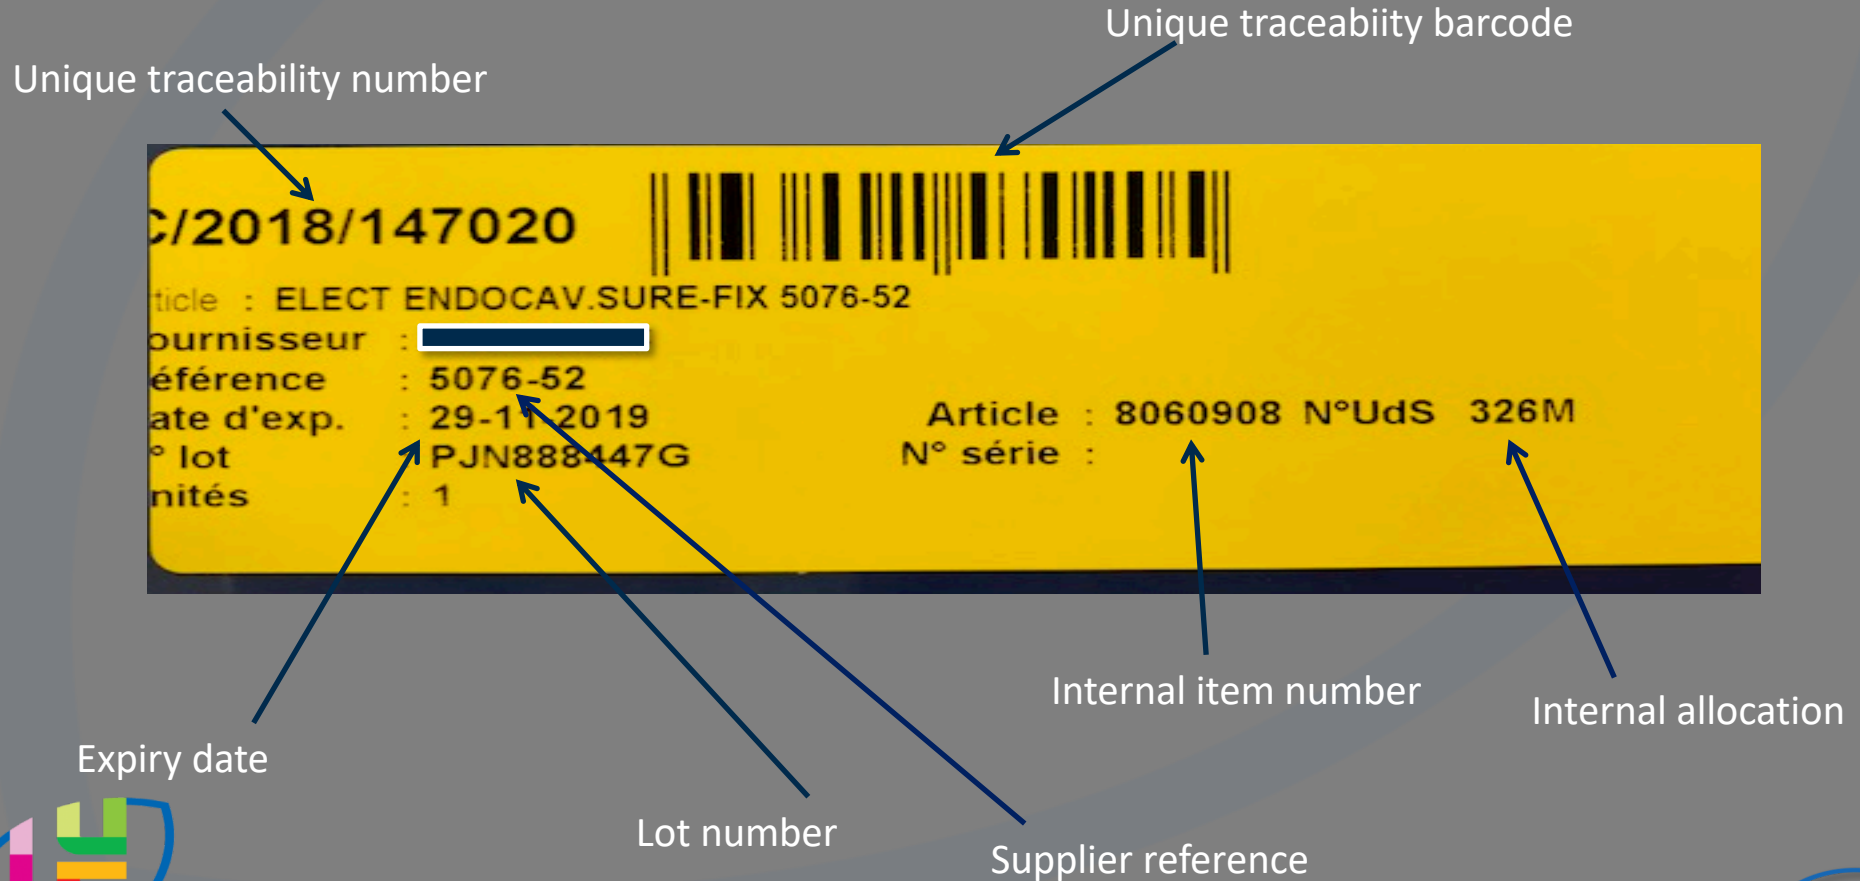 Unique traceabiity barcode
Unique traceability number
C/2018/147020
ticle : ELECT ENDOCAV.SURE-FIX 5076-52
ournisseur :
éférence : 5076-52
ate d'exp. : 29-11-2019
Article : 8060908 N°UdS 326M
° lot : PJN888447G
N° série :
nités : 1
Internal item number
Internal allocation
Expiry date
Lot number
Supplier reference